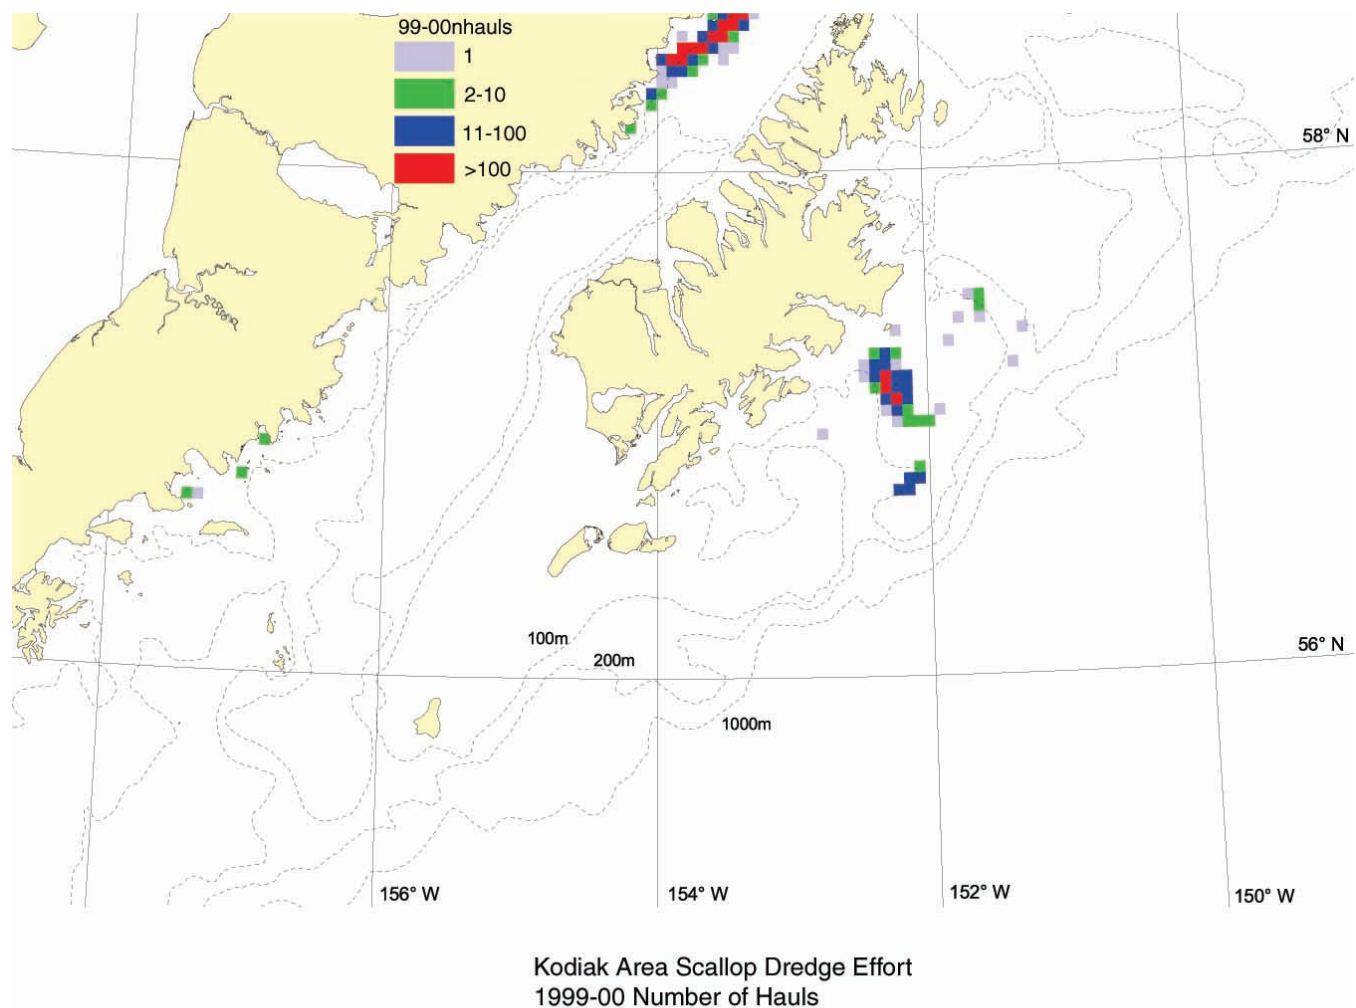 99-00nhauls
1
2-10
11-100
>100
58° N
56° N
100m
200m
1000m
156° W
154° W
152° W
150° W
Kodiak Area Scallop Dredge Effort
1999-00 Number of Hauls